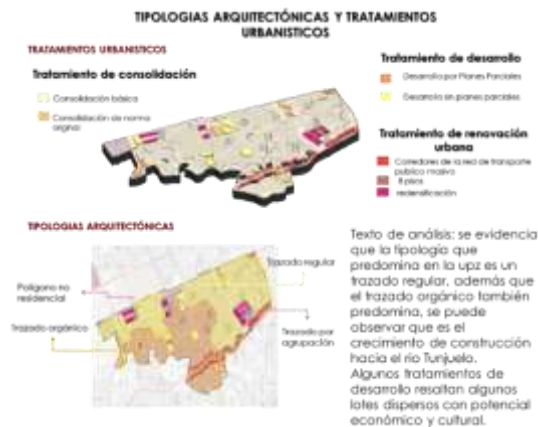 TIPOLOGIAS ARQUITECTÓNICAS Y TRATAMIENTOS
URBANISTICOS
TRATAMIENTOS URBANISTICOS
Tratamiento de consolidación
Consolidación básica
Consolidación de norma
original
Tratamiento de desarrollo
Desarrollo por Planes Parciales
Desarrollo sin planes parciales
Tratamiento de renovación
urbana
Corredores de la red de transporte
publico masivo
8 pisos
redensificación
TIPOLOGIAS ARQUITECTÓNICAS
Trazado regular
Polígono no
residencial
Trazado orgánico
Trazado por
agrupación
Texto de análisis: se evidencia
que la tipología que
predomina en la upz es un
trazado regular, además que
el trazado orgánico también
predomina, se puede
observar que es el
crecimiento de construcción
hacia el rio Tunjuelo.
Algunos tratamientos de
desarrollo resaltan algunos
lotes dispersos con potencial
económico y cultural.